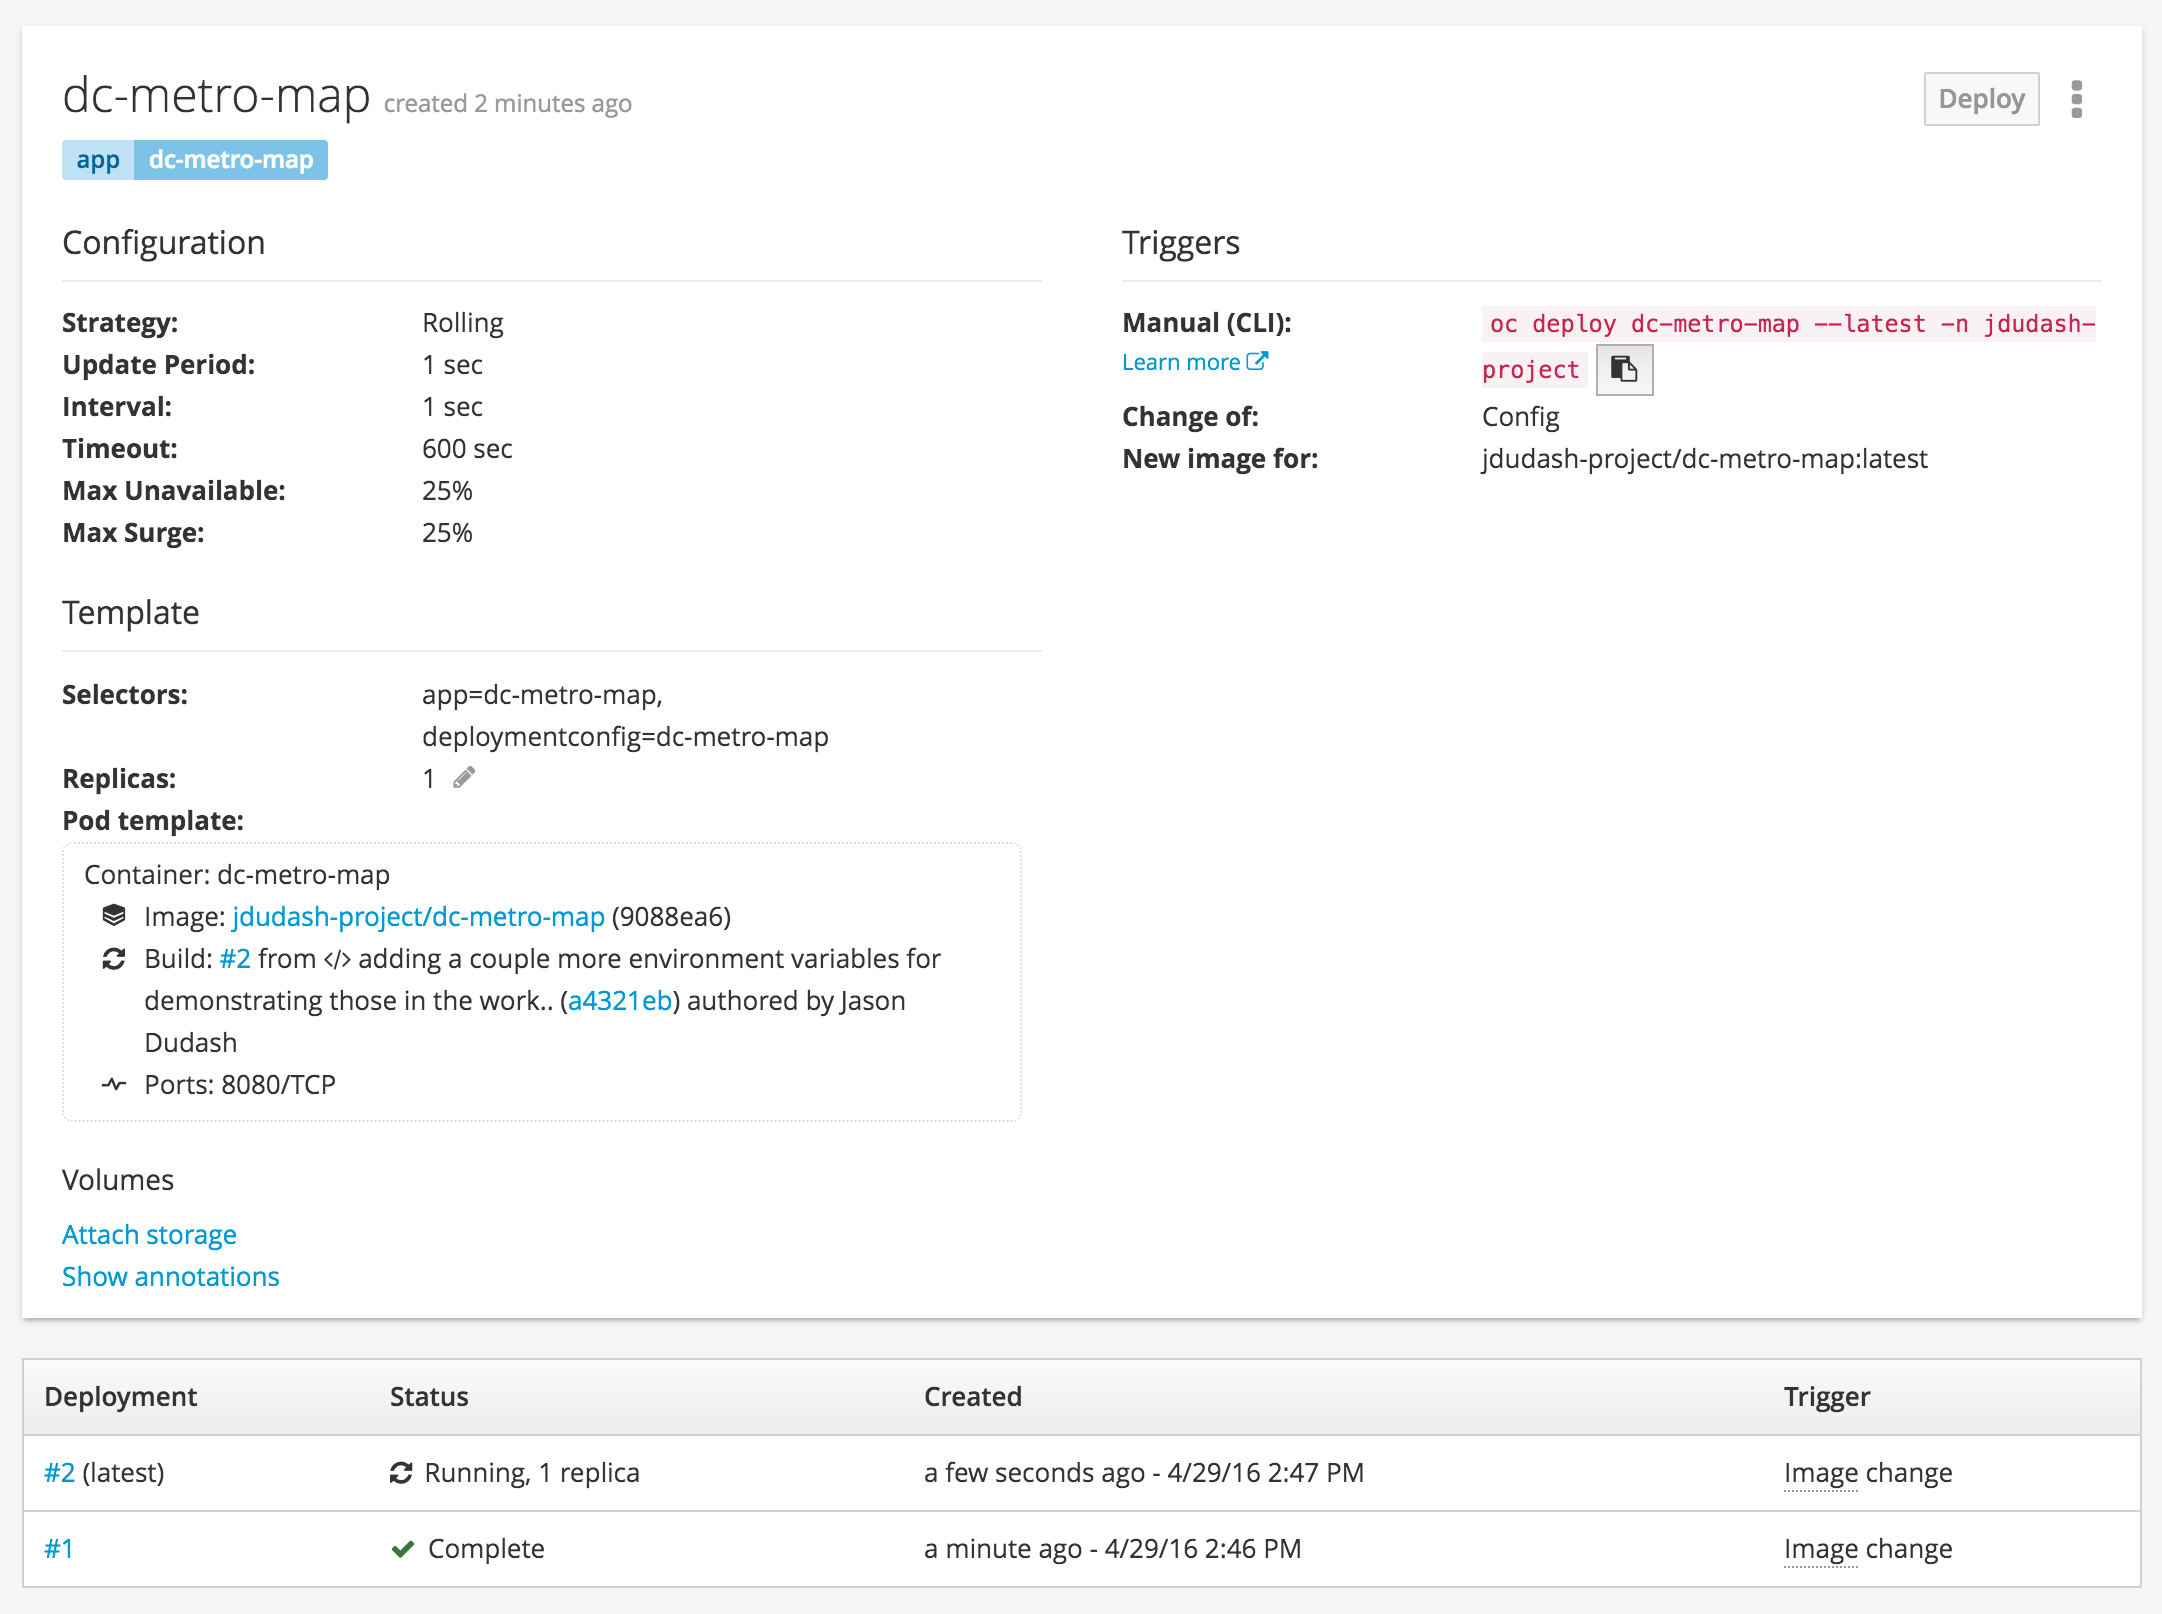 dc-metro-map created 2 minutes ago
Deploy
app dc-metro-map
Configuration
Strategy: Rolling
Update Period: 1 sec
Interval: 1 sec
Timeout: 600 sec
Max Unavailable: 25%
Max Surge: 25%
Triggers
Manual (CLI): oc deploy dc-metro-map --latest -n jdudash-
Learn more project
Change of: Config
New image for: jdudash-project/dc-metro-map:latest
Template
Selectors: app=dc-metro-map,
deploymentconfig=dc-metro-map
Replicas: 1
Pod template:
Container: dc-metro-map
Image: jdudash-project/dc-metro-map (9088ea6)
Build: #2 from </> adding a couple more environment variables for
demonstrating those in the work.. (a4321eb) authored by Jason
Dudash
Ports: 8080/TCP
Volumes
Attach storage
Show annotations
Deployment Status Created Trigger
#2 (latest) Running, 1 replica a few seconds ago - 4/29/16 2:47 PM Image change
#1 Complete a minute ago - 4/29/16 2:46 PM Image change